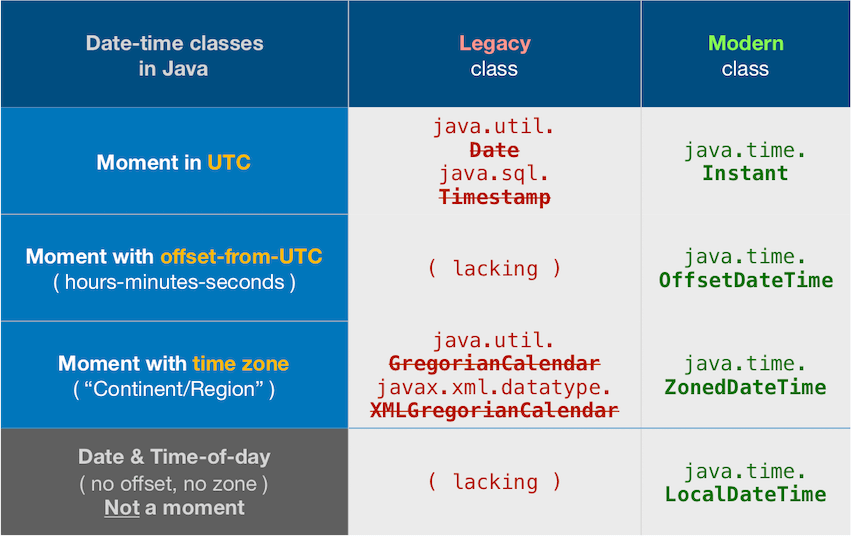 Date-time classes
in Java
Legacy
class
Modern
class
Moment in UTC
java.util.
Date
java.sql.
Timestamp
java.time.
Instant
Moment with offset-from-UTC
( hours-minutes-seconds )
( lacking )
java.time.
OffsetDateTime
Moment with time zone
( “Continent/Region” )
java.util.
GregorianCalendar
javax.xml.datatype.
XMLGregorianCalendar
java.time.
ZonedDateTime
Date & Time-of-day
( no offset, no zone )
Not a moment
( lacking )
java.time.
LocalDateTime